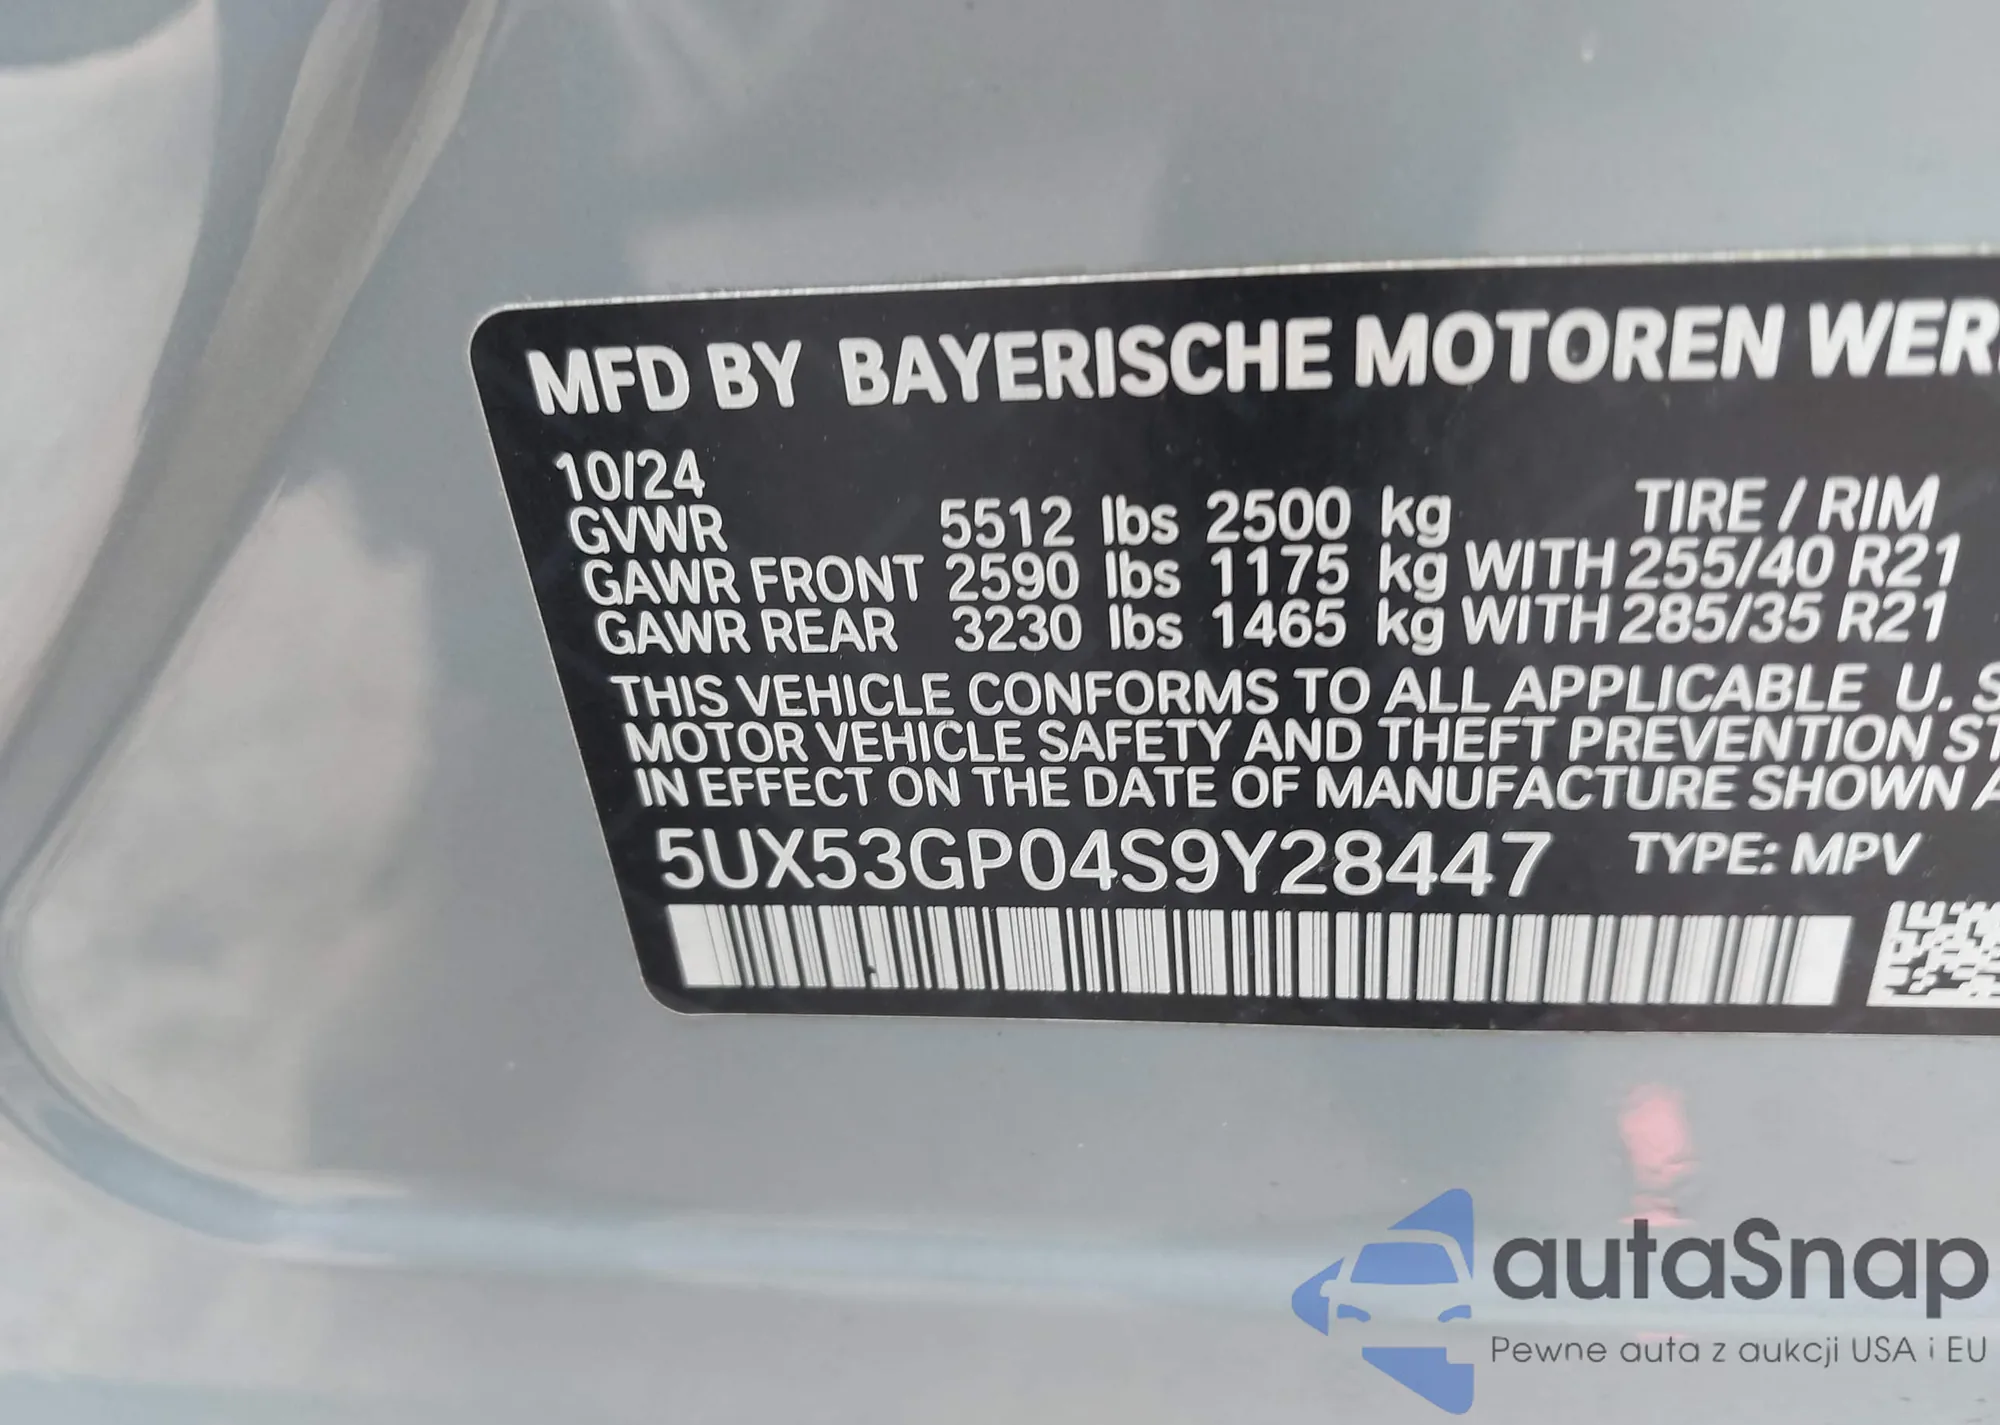 MFD BY BAYERISCHE MOTOREN WER
10/24
GVWR 5512 lbs 2500 kg TIRE / RIM
GAWR FRONT 2590 lbs 1175 kg WITH 255/40 R21
GAWR REAR 3230 lbs 1465 kg WITH 285/35 R21
THIS VEHICLE CONFORMS TO ALL APPLICABLE U. S
MOTOR VEHICLE SAFETY AND THEFT PREVENTION ST
IN EFFECT ON THE DATE OF MANUFACTURE SHOWN A
5UX53GP04S9Y28447 TYPE: MPV
autaSnap
Pewne auta z aukcji USA i EU